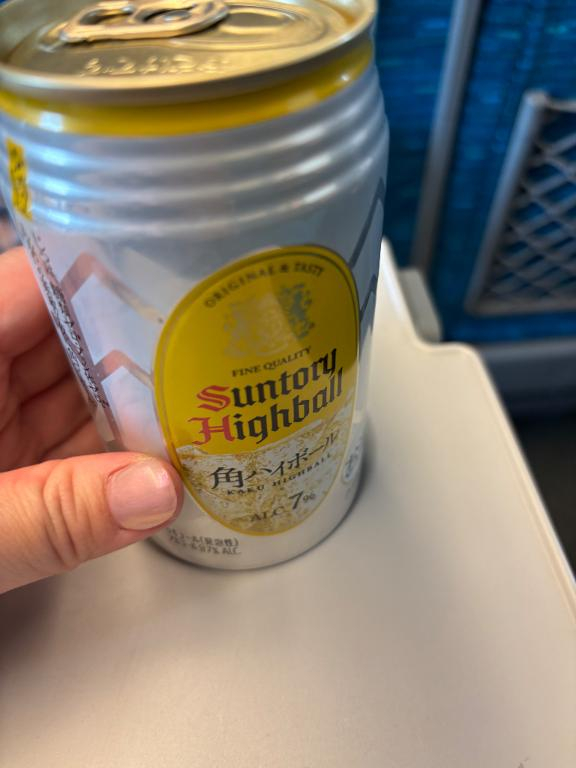 ORIGINAL & TASTY
FINE QUALITY
Suntory
Highball
角ハイボール
KAKU HIGHBALL
ALC 7%